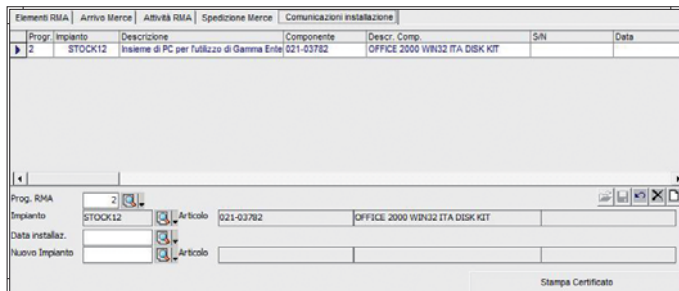 Elementi RMA Arrivo Merce Attività RMA Spedizione Merce Comunicazioni installazione
Progr. Impianto Descrizione Componente Descr. Comp. S/N Data
2 STOCK12 Insieme di PC per l'utilizzo di Gamma Ente 021-03782 OFFICE 2000 WIN32 ITA DISK KIT
Prog. RMA 2
Impianto STOCK12 Articolo 021-03782 OFFICE 2000 WIN32 ITA DISK KIT
Data installaz.
Nuovo Impianto Articolo
Stampa Certificato